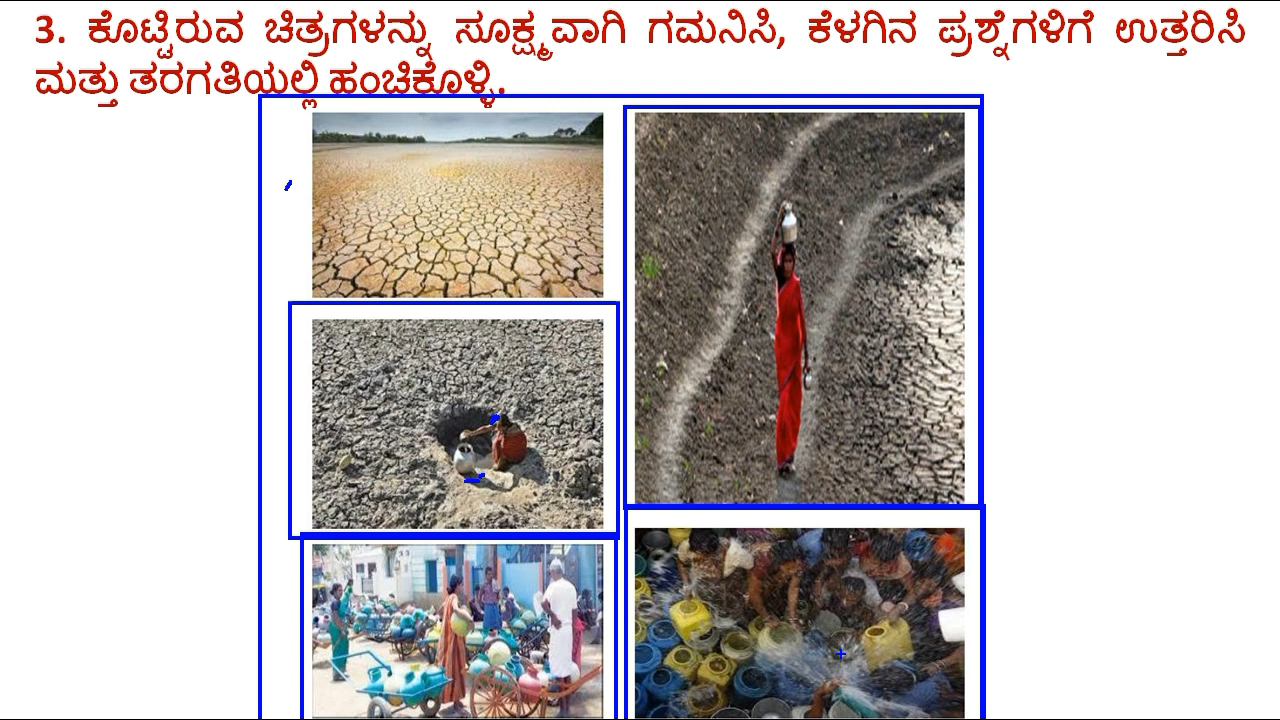 3. ಕೊಟ್ಟಿರುವ ಚಿತ್ರಗಳನ್ನು ಸೂಕ್ಷ್ಮವಾಗಿ ಗಮನಿಸಿ, ಕೆಳಗಿನ ಪ್ರಶ್ನೆಗಳಿಗೆ ಉತ್ತರಿಸಿ
ಮತ್ತು ತರಗತಿಯಲ್ಲಿ ಹಂಚಿಕೊಳ್ಳಿ.